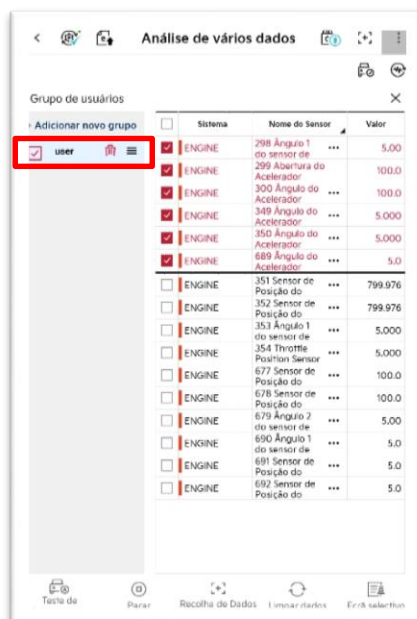 Análise de vários dados
Grupo de usuários
Adicionar novo grupo
user
Sistema Nome do Sensor Valor
ENGINE 298 Ângulo 1 do sensor de ... 5.00
ENGINE 299 Abertura do Acelerador 100.0
ENGINE 300 Ângulo do Acelerador ... 100.0
ENGINE 349 Ângulo do Acelerador ... 5.000
ENGINE 350 Ângulo do Acelerador ... 5.000
ENGINE 689 Ângulo do Acelerador ... 5.0
ENGINE 351 Sensor de Posição do ... 799.976
ENGINE 352 Sensor de Posição do ... 799.976
ENGINE 353 Ângulo 1 do sensor de ... 5.000
ENGINE 354 Throttle Position Sensor ... 5.000
ENGINE 677 Sensor de Posição do ... 100.0
ENGINE 678 Sensor de Posição do ... 100.0
ENGINE 679 Ângulo 2 do sensor de ... 5.00
ENGINE 690 Ângulo 1 do sensor de ... 5.0
ENGINE 691 Sensor de Posição do ... 5.0
ENGINE 692 Sensor de Posição do ... 5.0
Teste da Parar Recolha de Dados Limpar dados Ecrã selectivo